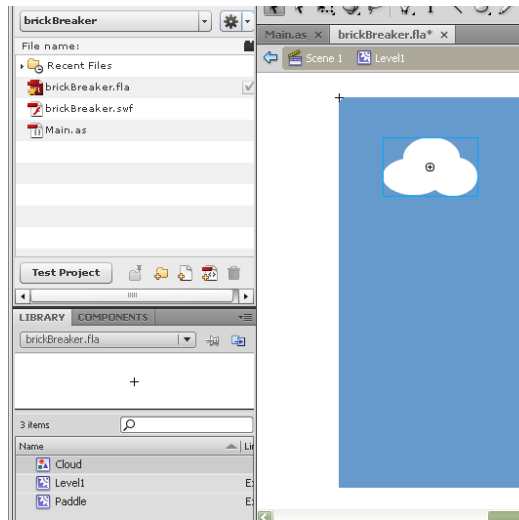 brickBreaker
File name:
Recent Files
brickBreaker.fla
brickBreaker.swf
Main.as
Test Project
LIBRARY COMPONENTS
brickBreaker.fla
3 items
Name Lin
Cloud
Level1 E
Paddle E
Main.as × brickBreaker.fla* ×
Scene 1 Level1